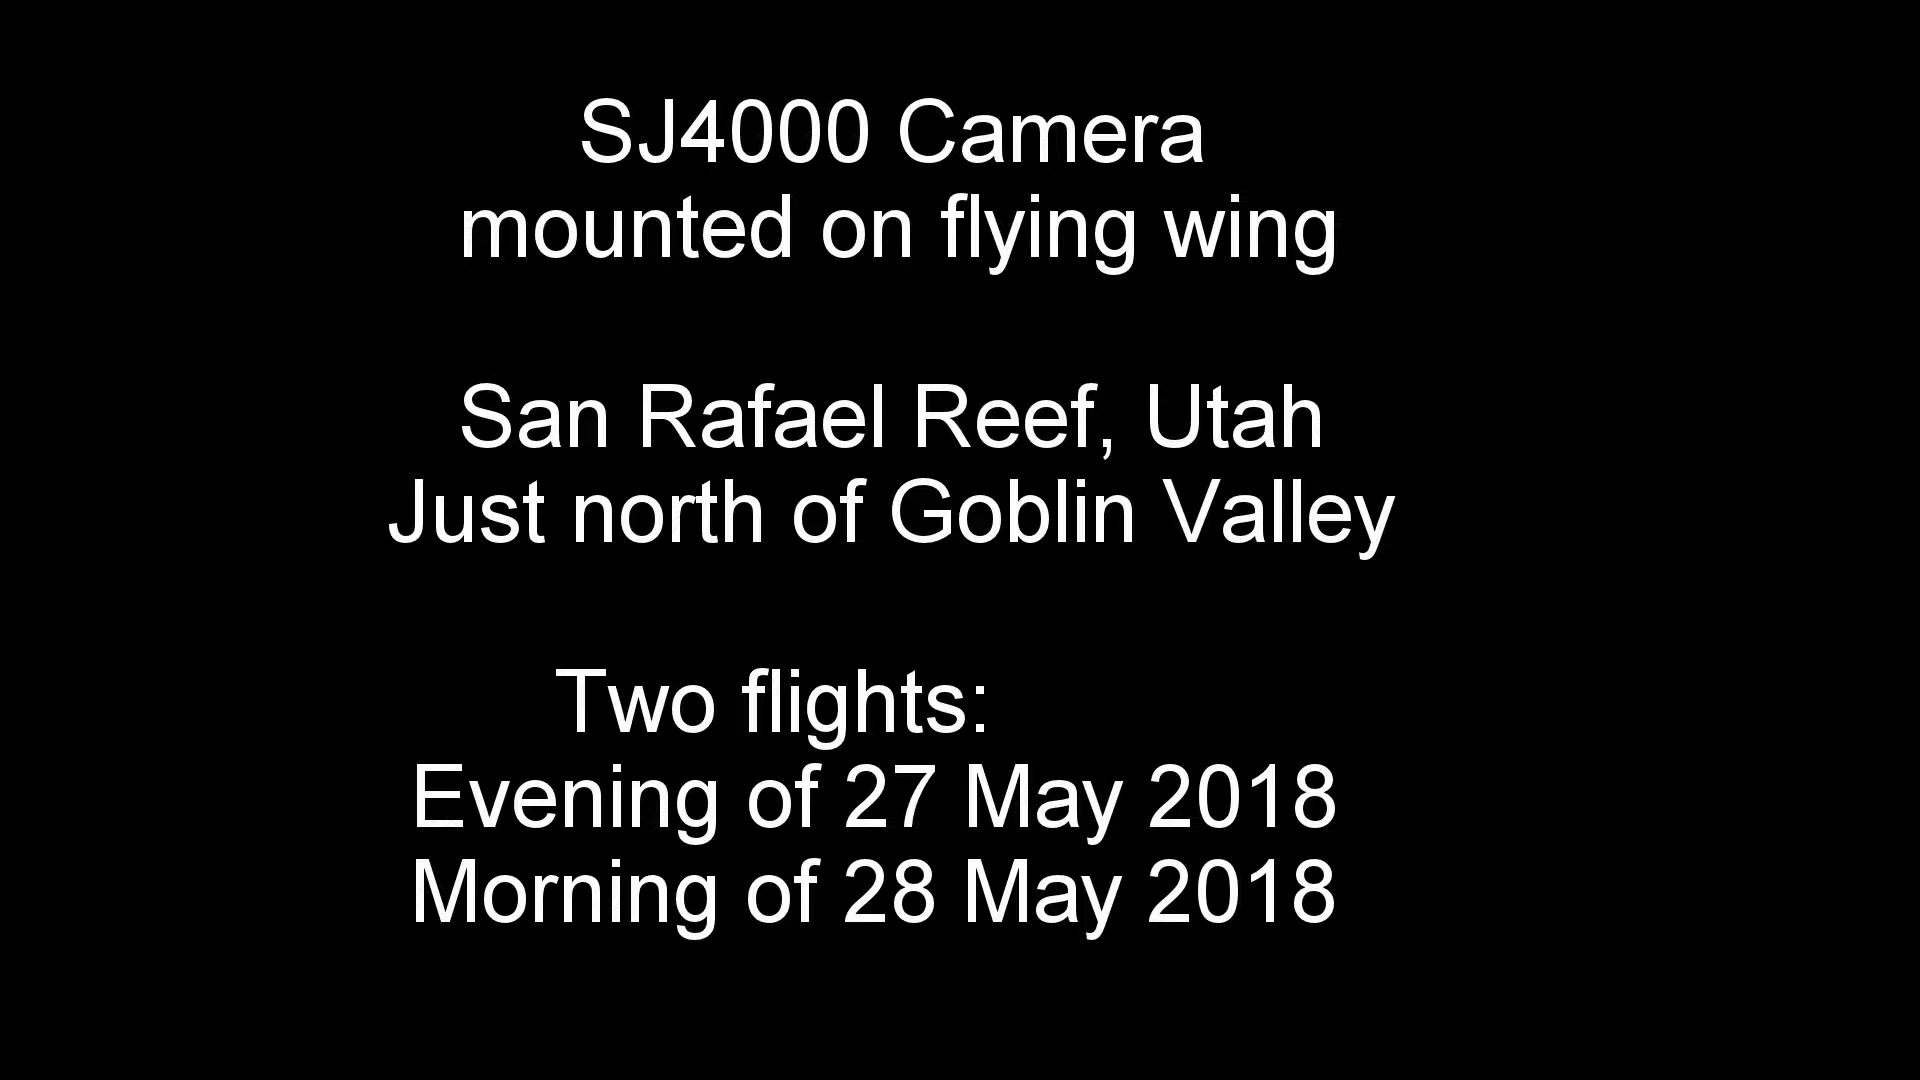 SJ4000 Camera
mounted on flying wing
San Rafael Reef, Utah
Just north of Goblin Valley
Two flights:
Evening of 27 May 2018
Morning of 28 May 2018